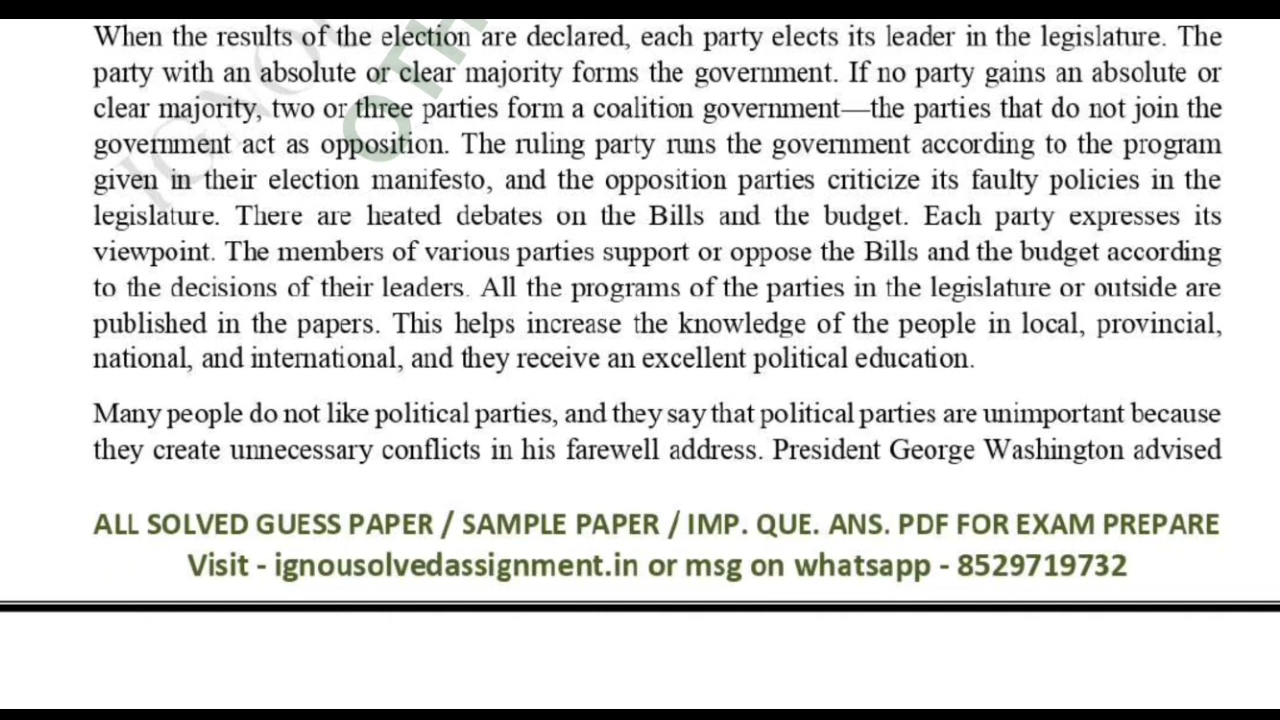 When the results of the election are declared, each party elects its leader in the legislature. The
party with an absolute or clear majority forms the government. If no party gains an absolute or
clear majority, two or three parties form a coalition government—the parties that do not join the
government act as opposition. The ruling party runs the government according to the program
given in their election manifesto, and the opposition parties criticize its faulty policies in the
legislature. There are heated debates on the Bills and the budget. Each party expresses its
viewpoint. The members of various parties support or oppose the Bills and the budget according
to the decisions of their leaders. All the programs of the parties in the legislature or outside are
published in the papers. This helps increase the knowledge of the people in local, provincial,
national, and international, and they receive an excellent political education.
Many people do not like political parties, and they say that political parties are unimportant because
they create unnecessary conflicts in his farewell address. President George Washington advised
ALL SOLVED GUESS PAPER / SAMPLE PAPER / IMP. QUE. ANS. PDF FOR EXAM PREPARE
Visit - ignousolvedassignment.in or msg on whatsapp - 8529719732